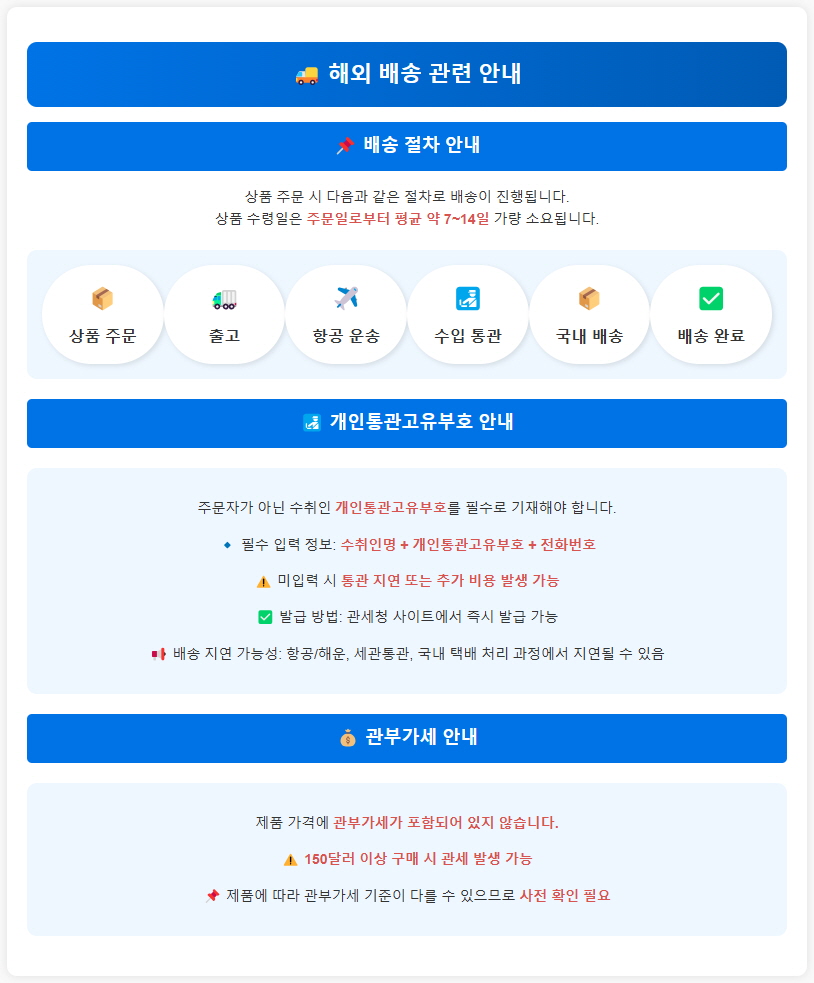 🚚 해외 배송 관련 안내
📌 배송 절차 안내
상품 주문 시 다음과 같은 절차로 배송이 진행됩니다.
상품 수령일은 주문일로부터 평균 약 7~14일 가량 소요됩니다.
📦 🚛 ✈️ 🛃 📦 ✅
상품 주문 출고 항공 운송 수입 통관 국내 배송 배송 완료
🛃 개인통관고유부호 안내
주문자가 아닌 수취인 개인통관고유부호를 필수로 기재해야 합니다.
🔹 필수 입력 정보: 수취인명 + 개인통관고유부호 + 전화번호
⚠️ 미입력 시 통관 지연 또는 추가 비용 발생 가능
✅ 발급 방법: 관세청 사이트에서 즉시 발급 가능
📢 배송 지연 가능성: 항공/해운, 세관통관, 국내 택배 처리 과정에서 지연될 수 있음
💰 관부가세 안내
제품 가격에 관부가세가 포함되어 있지 않습니다.
⚠️ 150달러 이상 구매 시 관세 발생 가능
📌 제품에 따라 관부가세 기준이 다를 수 있으므로 사전 확인 필요